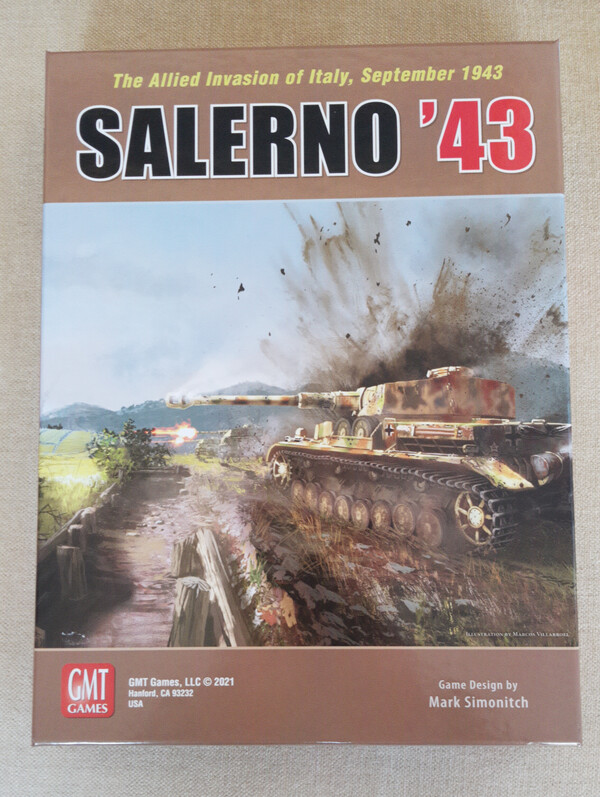 The Allied Invasion of Italy, September 1943
SALERNO ’43
ILLUSTRATION BY MARCOS VILLARROEL
GMT
GAMES
GMT Games, LLC © 2021
Hanford, CA 93232
USA
Game Design by
Mark Simonitch